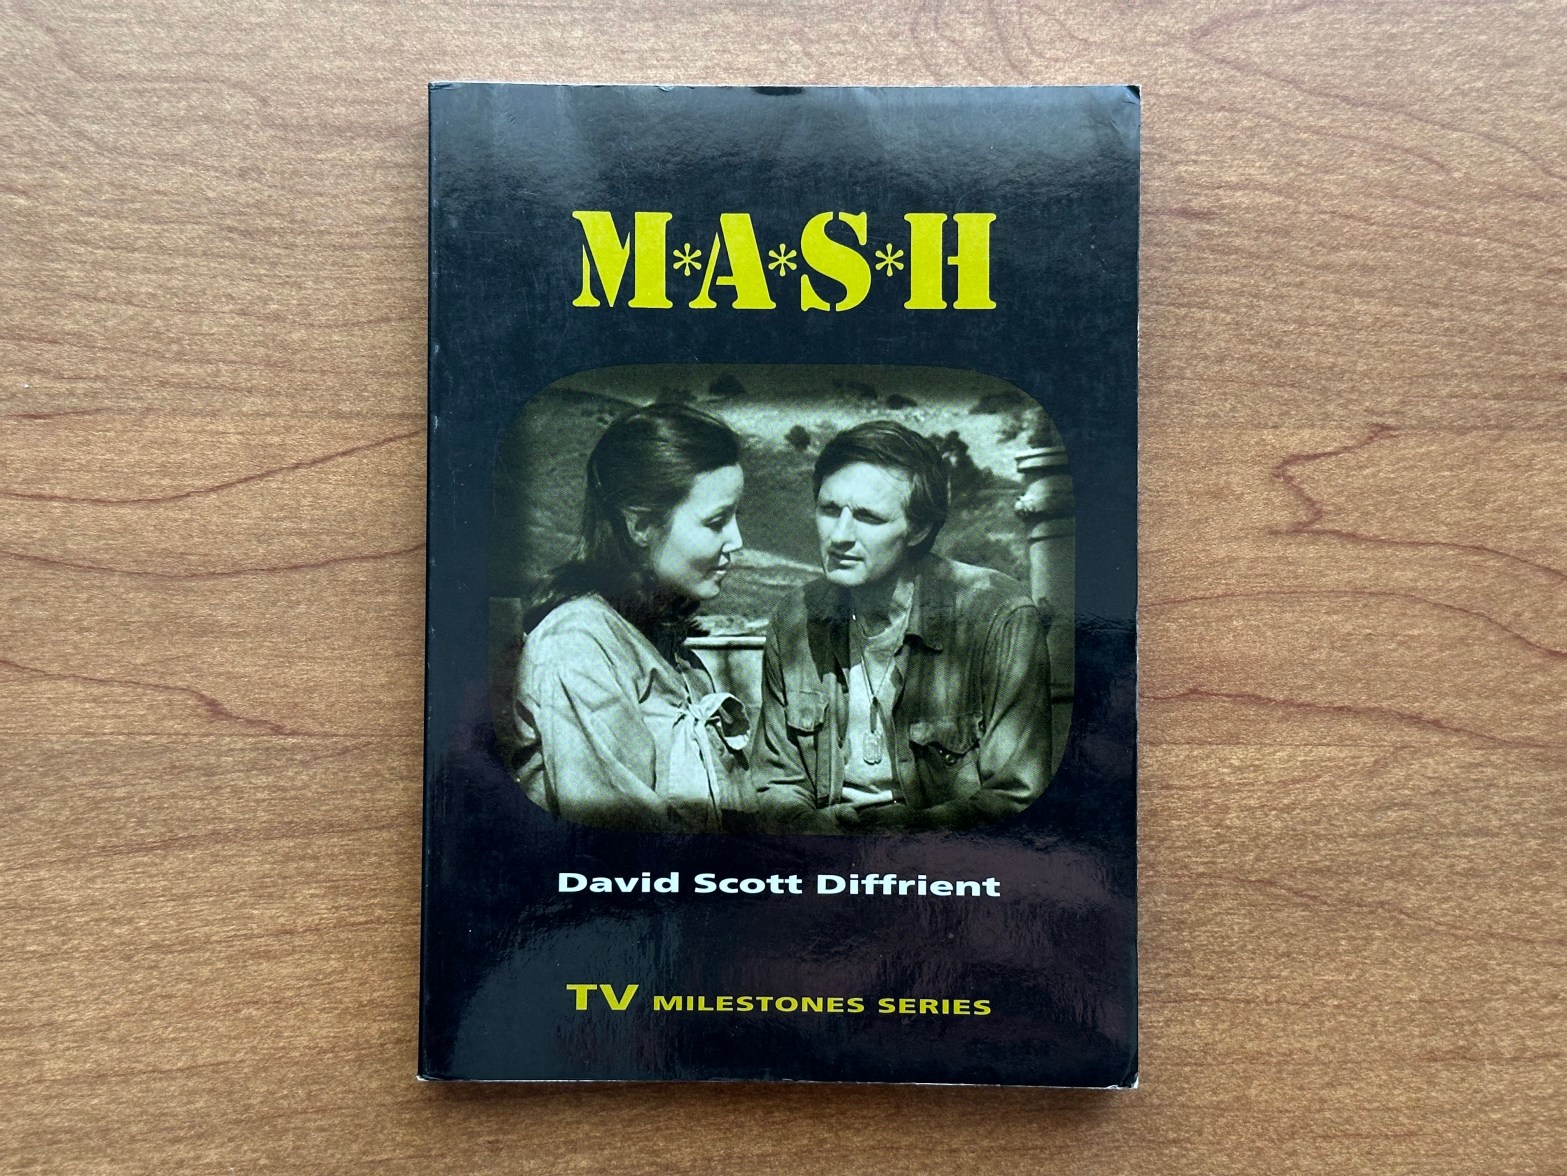 M*A*S*H
David Scott Diffrient
TV MILESTONES SERIES